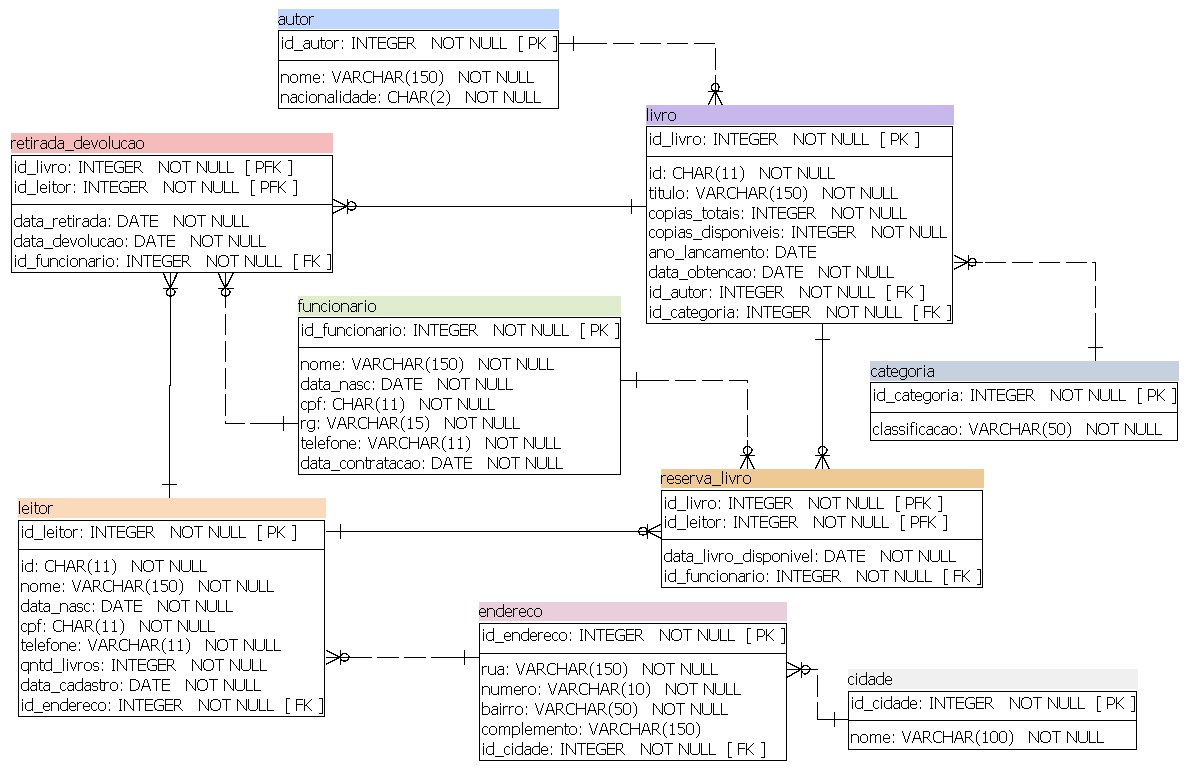 autor
id_autor: INTEGER NOT NULL [ PK ]
nome: VARCHAR(150) NOT NULL
nacionalidade: CHAR(2) NOT NULL
livro
id_livro: INTEGER NOT NULL [ PK ]
id: CHAR(11) NOT NULL
titulo: VARCHAR(150) NOT NULL
copias_totais: INTEGER NOT NULL
copias_disponiveis: INTEGER NOT NULL
ano_lancamento: DATE
data_obtencao: DATE NOT NULL
id_autor: INTEGER NOT NULL [ FK ]
id_categoria: INTEGER NOT NULL [ FK ]
retirada_devolucao
id_livro: INTEGER NOT NULL [ PFK ]
id_leitor: INTEGER NOT NULL [ PFK ]
data_retirada: DATE NOT NULL
data_devolucao: DATE NOT NULL
id_funcionario: INTEGER NOT NULL [ FK ]
funcionario
id_funcionario: INTEGER NOT NULL [ PK ]
nome: VARCHAR(150) NOT NULL
data_nasc: DATE NOT NULL
cpf: CHAR(11) NOT NULL
rg: VARCHAR(15) NOT NULL
telefone: VARCHAR(11) NOT NULL
data_contratacao: DATE NOT NULL
categoria
id_categoria: INTEGER NOT NULL [ PK ]
classificacao: VARCHAR(50) NOT NULL
reserva_livro
id_livro: INTEGER NOT NULL [ PFK ]
id_leitor: INTEGER NOT NULL [ PFK ]
data_livro_disponivel: DATE NOT NULL
id_funcionario: INTEGER NOT NULL [ FK ]
leitor
id_leitor: INTEGER NOT NULL [ PK ]
id: CHAR(11) NOT NULL
nome: VARCHAR(150) NOT NULL
data_nasc: DATE NOT NULL
cpf: CHAR(11) NOT NULL
telefone: VARCHAR(11) NOT NULL
qntd_livros: INTEGER NOT NULL
data_cadastro: DATE NOT NULL
id_endereco: INTEGER NOT NULL [ FK ]
endereco
id_endereco: INTEGER NOT NULL [ PK ]
rua: VARCHAR(150) NOT NULL
numero: VARCHAR(10) NOT NULL
bairro: VARCHAR(50) NOT NULL
complemento: VARCHAR(150)
id_cidade: INTEGER NOT NULL [ FK ]
cidade
id_cidade: INTEGER NOT NULL [ PK ]
nome: VARCHAR(100) NOT NULL